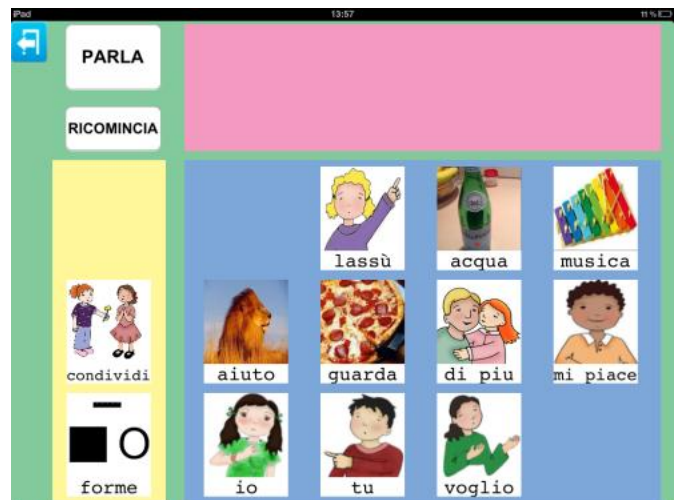 iPad 13:57 11 %
PARLA
RICOMINCIA
lassù acqua musica
condividi aiuto guarda di piu mi piace
forme io tu voglio